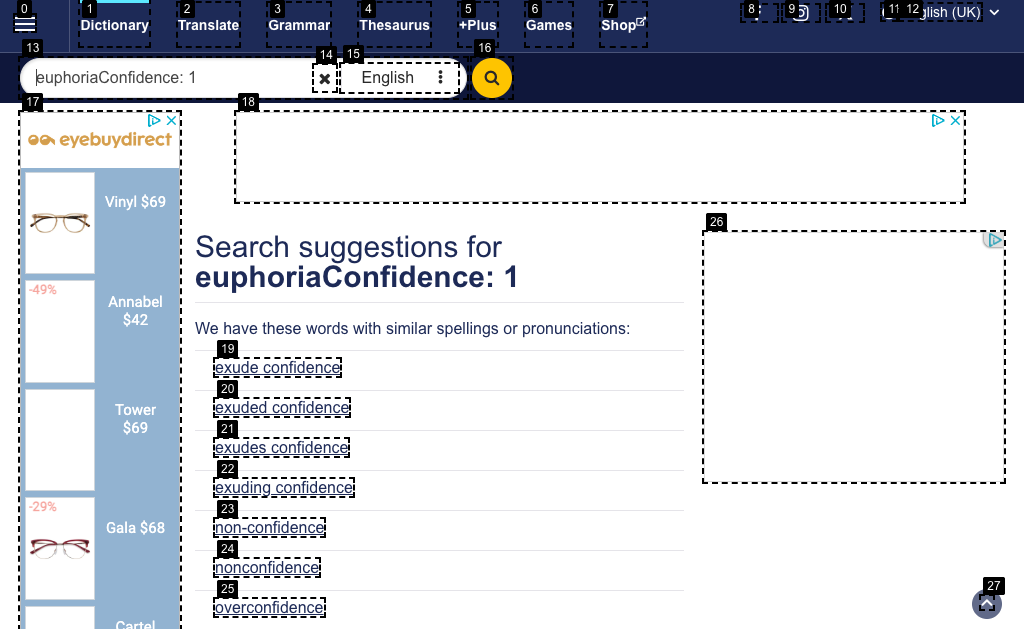 0 1 2 3 4 5 6 7 8 9 10 11 12
Dictionary Translate Grammar Thesaurus +Plus Games Shop glish (UK)
13 14 15 16
euphoriaConfidence: 1 English
17 18
eyebuydirect
Vinyl $69
-49%
Annabel
$42
Tower
$69
-29%
Gala $68
Cartel
Search suggestions for
euphoriaConfidence: 1
We have these words with similar spellings or pronunciations:
19
exude confidence
20
exuded confidence
21
exudes confidence
22
exuding confidence
23
non-confidence
24
nonconfidence
25
overconfidence
26
27